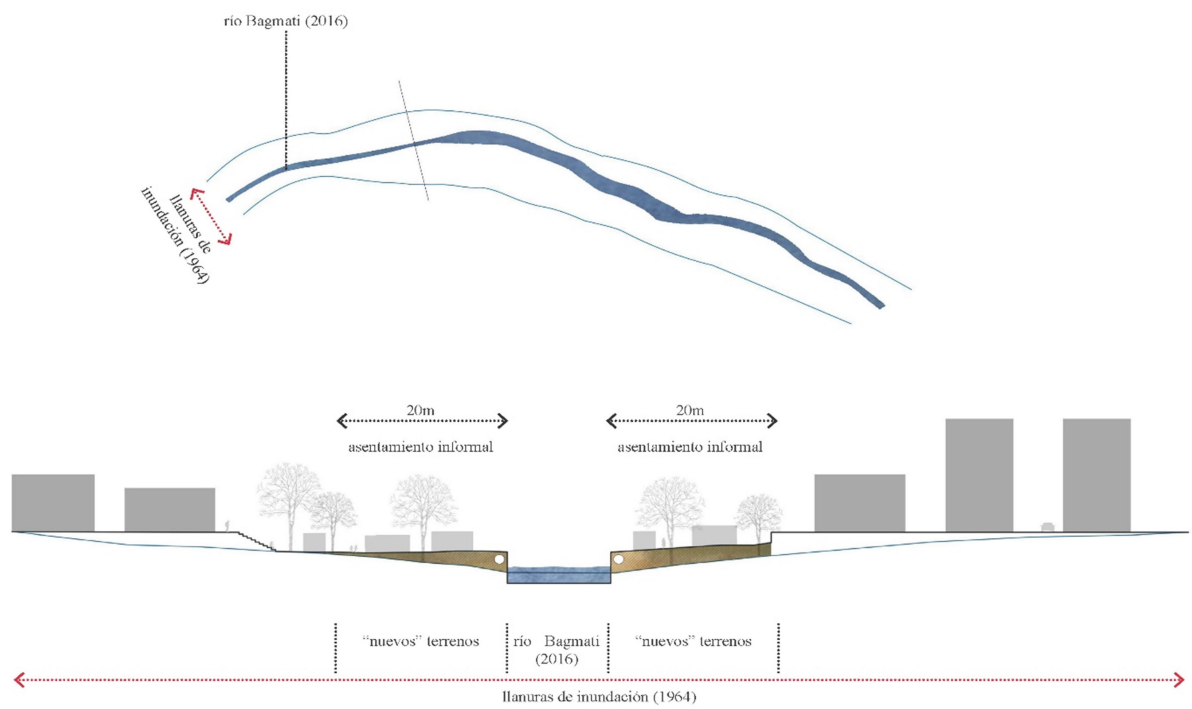 río Bagmati (2016)
llanuras de
inundación (1964)
20m
20m
asentamiento informal
asentamiento informal
"nuevos" terrenos
río Bagmati
(2016)
"nuevos" terrenos
llanuras de inundación (1964)